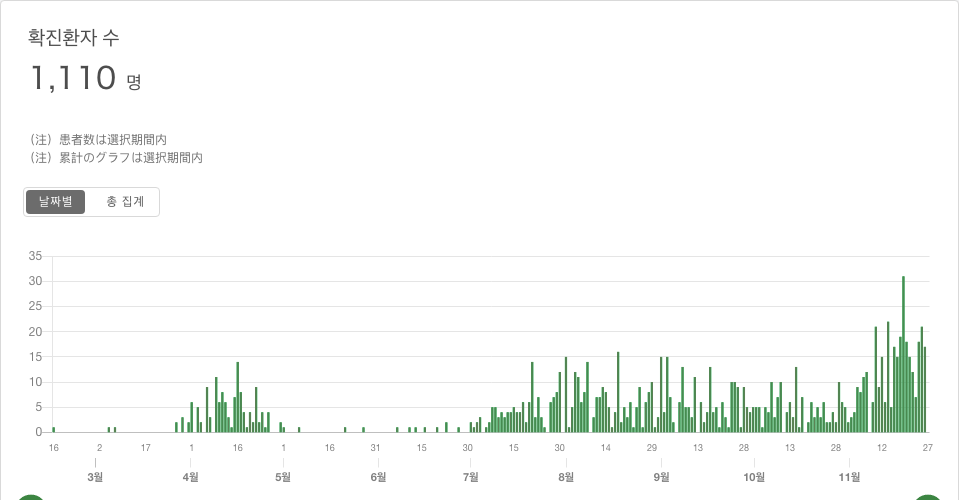 확진환자 수
1,110 명
（注）患者数は選択期間内
（注）累計のグラフは選択期間内
날짜별 총 집계
35
30
25
20
15
10
5
0
16 2 17 1 16 1 16 31 15 30 15 30 14 29 13 28 13 28 12 27
3월 4월 5월 6월 7월 8월 9월 10월 11월